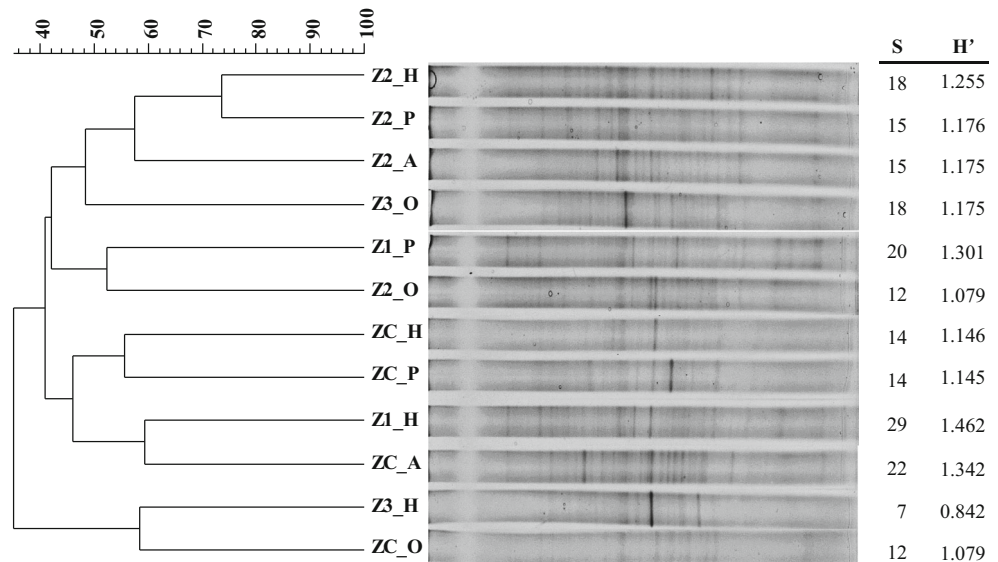 40 50 60 70 80 90 100
S H’
Z2_H 18 1.255
Z2_P 15 1.176
Z2_A 15 1.175
Z3_O 18 1.175
Z1_P 20 1.301
Z2_O 12 1.079
ZC_H 14 1.146
ZC_P 14 1.145
Z1_H 29 1.462
ZC_A 22 1.342
Z3_H 7 0.842
ZC_O 12 1.079